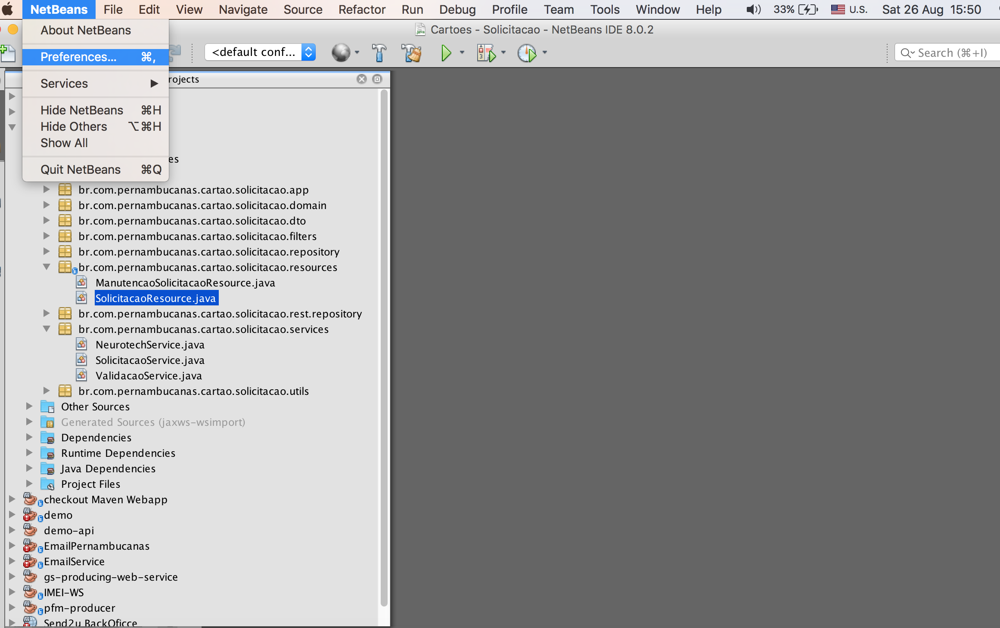 NetBeans File Edit View Navigate Source Refactor Run Debug Profile Team Tools Window Help 33% U.S. Sat 26 Aug 15:50
About NetBeans
Cartoes - Solicitacao - NetBeans IDE 8.0.2
Preferences... ⌘,
<default conf...
Search (⌘+I)
Services
rojects
Hide NetBeans ⌘H
Hide Others ⌥⌘H
Show All
es
Quit NetBeans ⌘Q
br.com.pernambucanas.cartao.solicitacao.app
br.com.pernambucanas.cartao.solicitacao.domain
br.com.pernambucanas.cartao.solicitacao.dto
br.com.pernambucanas.cartao.solicitacao.filters
br.com.pernambucanas.cartao.solicitacao.repository
br.com.pernambucanas.cartao.solicitacao.resources
ManutencaoSolicitacaoResource.java
SolicitacaoResource.java
br.com.pernambucanas.cartao.solicitacao.rest.repository
br.com.pernambucanas.cartao.solicitacao.services
NeurotechService.java
SolicitacaoService.java
ValidacaoService.java
br.com.pernambucanas.cartao.solicitacao.utils
Other Sources
Generated Sources (jaxws-wsimport)
Dependencies
Runtime Dependencies
Java Dependencies
Project Files
checkout Maven Webapp
demo
demo-api
EmailPernambucanas
EmailService
gs-producing-web-service
IMEI-WS
pfm-producer
Send2u BackOficce